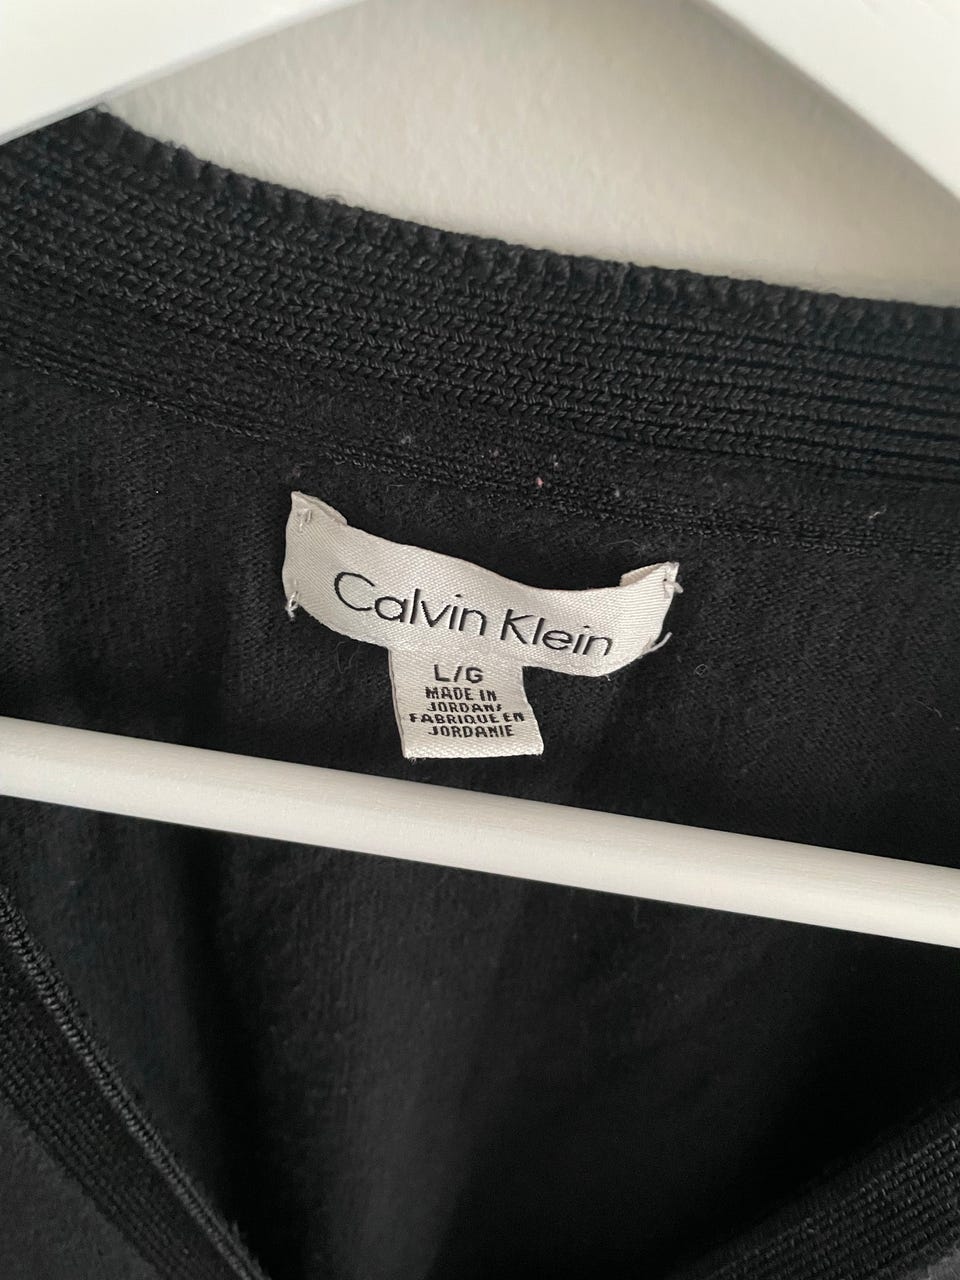 Calvin Klein
L/G
MADE IN
JORDAN
FABRIQUE EN
JORDANIE